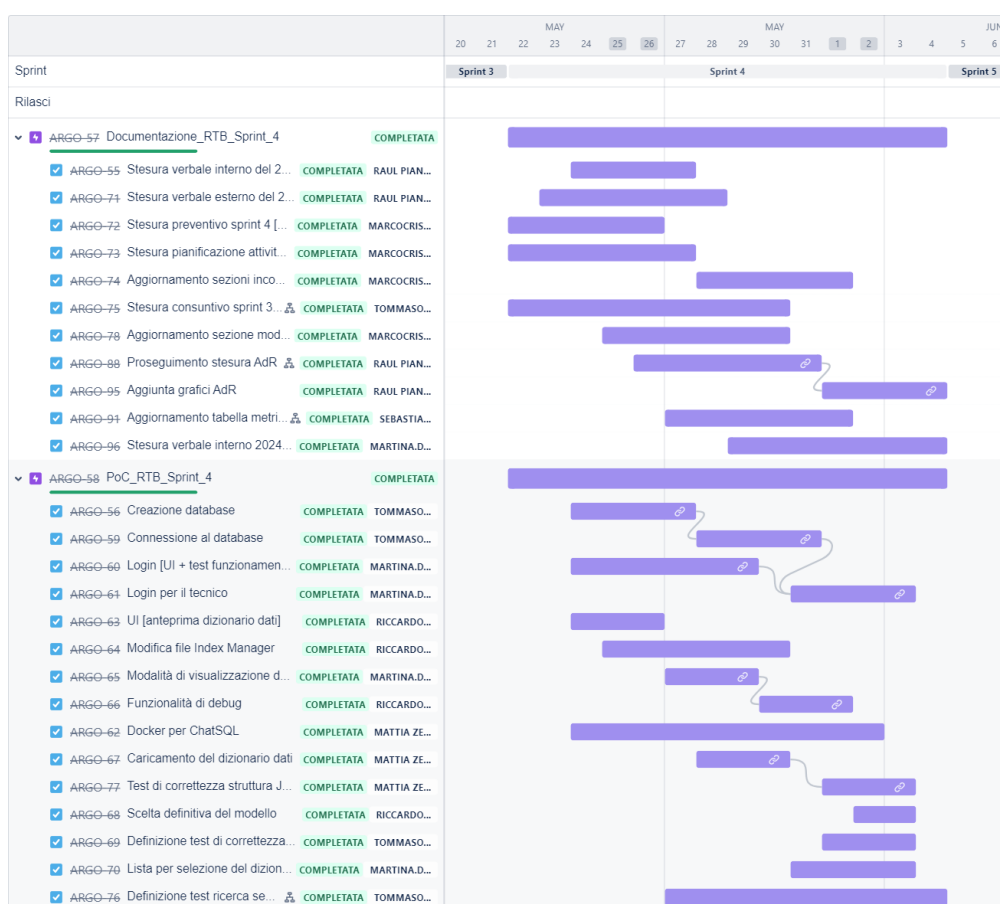 MAY MAY JUN
20 21 22 23 24 25 26 27 28 29 30 31 1 2 3 4 5 6
Sprint Sprint 3 Sprint 4 Sprint 5
Rilasci
ARGO-57 Documentazione_RTB_Sprint_4 COMPLETATA
ARGO-55 Stesura verbale interno del 2... COMPLETATA RAUL PIAN...
ARGO-71 Stesura verbale esterno del 2... COMPLETATA RAUL PIAN...
ARGO-72 Stesura preventivo sprint 4 [... COMPLETATA MARCOCRIS...
ARGO-73 Stesura pianificazione attivit... COMPLETATA MARCOCRIS...
ARGO-74 Aggiornamento sezioni inco... COMPLETATA MARCOCRIS...
ARGO-75 Stesura consuntivo sprint 3... COMPLETATA TOMMASO...
ARGO-78 Aggiornamento sezione mod... COMPLETATA MARCOCRIS...
ARGO-88 Proseguimento stesura AdR COMPLETATA RAUL PIAN...
ARGO-95 Aggiunta grafici AdR COMPLETATA RAUL PIAN...
ARGO-91 Aggiornamento tabella metri... COMPLETATA SEBASTIA...
ARGO-96 Stesura verbale interno 2024... COMPLETATA MARTINA.D...
ARGO-58 PoC_RTB_Sprint_4 COMPLETATA
ARGO-56 Creazione database COMPLETATA TOMMASO...
ARGO-59 Connessione al database COMPLETATA TOMMASO...
ARGO-60 Login [UI + test funzionamen... COMPLETATA MARTINA.D...
ARGO-61 Login per il tecnico COMPLETATA MARTINA.D...
ARGO-63 UI [anteprima dizionario dati] COMPLETATA RICCARDO...
ARGO-64 Modifica file Index Manager COMPLETATA RICCARDO...
ARGO-65 Modalità di visualizzazione d... COMPLETATA MARTINA.D...
ARGO-66 Funzionalità di debug COMPLETATA RICCARDO...
ARGO-62 Docker per ChatSQL COMPLETATA MATTIA ZE...
ARGO-67 Caricamento del dizionario dati COMPLETATA MATTIA ZE...
ARGO-77 Test di correttezza struttura J... COMPLETATA MATTIA ZE...
ARGO-68 Scelta definitiva del modello COMPLETATA RICCARDO...
ARGO-69 Definizione test di correttezza... COMPLETATA TOMMASO...
ARGO-70 Lista per selezione del dizion... COMPLETATA MARTINA.D...
ARGO-76 Definizione test ricerca se... COMPLETATA TOMMASO...